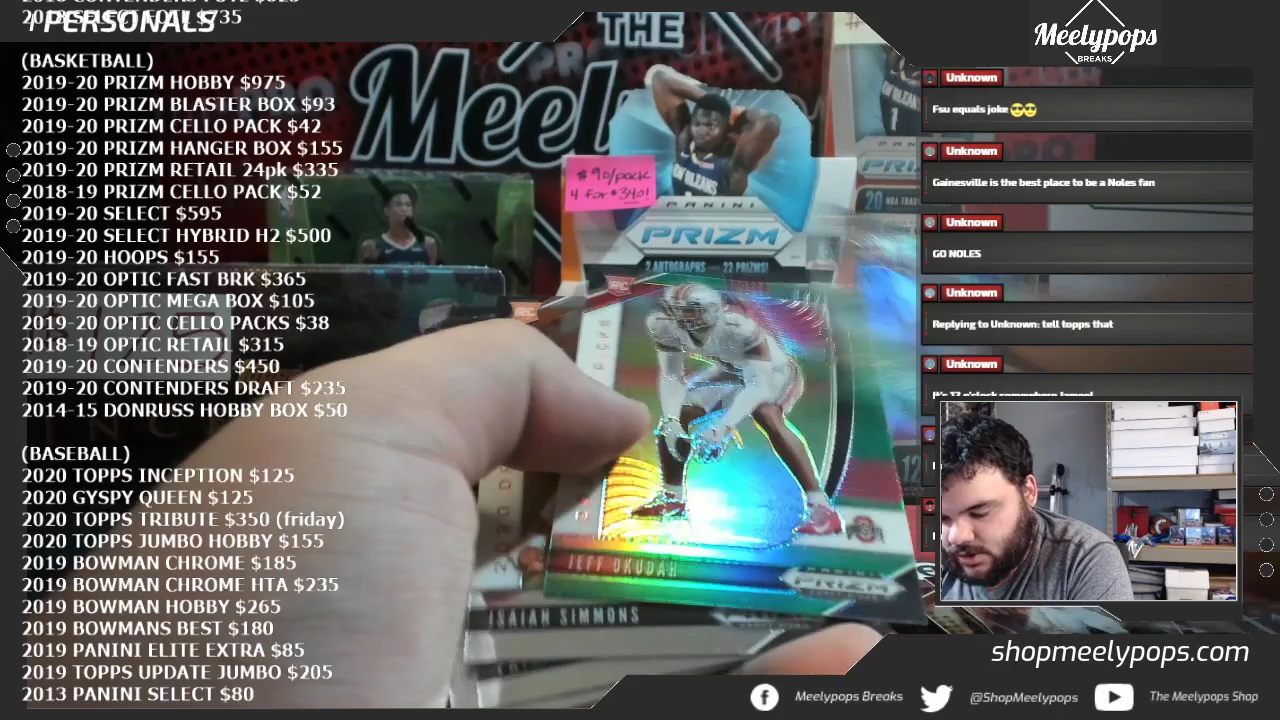 PERSONALS
2018 SELECT FOTL $735
(BASKETBALL)
2019-20 PRIZM HOBBY $975
2019-20 PRIZM BLASTER BOX $93
2019-20 PRIZM CELLO PACK $42
2019-20 PRIZM HANGER BOX $155
2019-20 PRIZM RETAIL 24pk $335
2018-19 PRIZM CELLO PACK $52
2019-20 SELECT $595
2019-20 SELECT HYBRID H2 $500
2019-20 HOOPS $155
2019-20 OPTIC FAST BRK $365
2019-20 OPTIC MEGA BOX $105
2019-20 OPTIC CELLO PACKS $38
2018-19 OPTIC RETAIL $315
2019-20 CONTENDERS $450
2019-20 CONTENDERS DRAFT $235
2014-15 DONRUSS HOBBY BOX $50
(BASEBALL)
2020 TOPPS INCEPTION $125
2020 GYSPY QUEEN $125
2020 TOPPS TRIBUTE $350 (friday)
2020 TOPPS JUMBO HOBBY $155
2019 BOWMAN CHROME $185
2019 BOWMAN CHROME HTA $235
2019 BOWMAN HOBBY $265
2019 BOWMANS BEST $180
2019 PANINI ELITE EXTRA $85
2019 TOPPS UPDATE JUMBO $205
2013 PANINI SELECT $80
THE
Meel
$90/pack
4 for $340!
PANINI
PRIZM
2 AUTOGRAPHS 22 PRIZMS!
RC
JEFF OKUDAH
PANINI
PRIZM
ISAIAH SIMMONS
Meelypops
BREAKS
Unknown
Fsu equals joke 😎😎
Unknown
Gainesville is the best place to be a Noles fan
Unknown
GO NOLES
Unknown
Replying to Unknown: tell topps that
Unknown
shopmeelypops.com
Meelypops Breaks
@ShopMeelypops
The Meelypops Shop